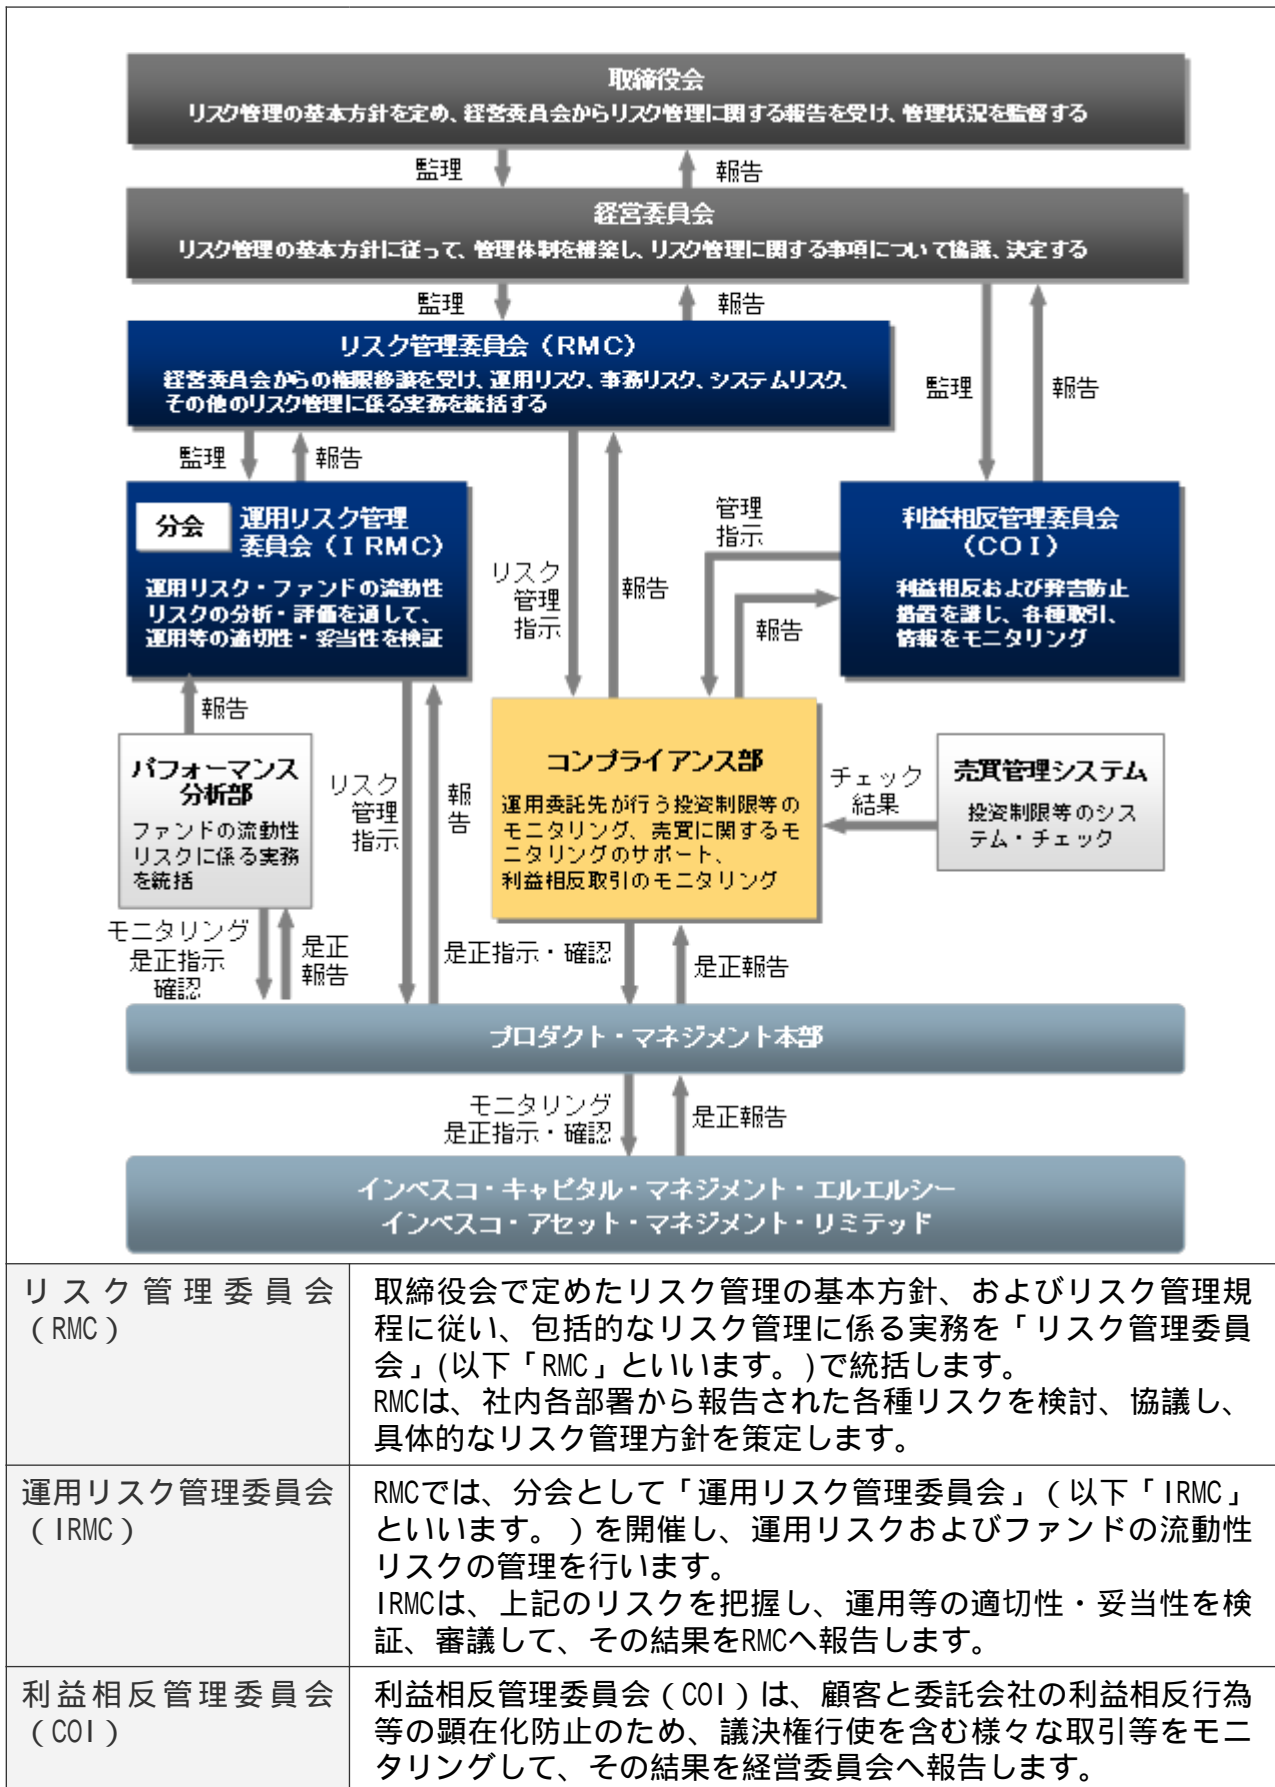 取締役会
リスク管理の基本方針を定め、経営委員会からリスク管理に関する報告を受け、管理状況を監督する
監理
報告
経営委員会
リスク管理の基本方針に従って、管理体制を構築し、リスク管理に関する事項について協議、決定する
監理
報告
リスク管理委員会（RMC）
経営委員会からの権限移譲を受け、運用リスク、事務リスク、システムリスク、
その他のリスク管理に係る実務を統括する
監理
報告
監理
報告
分会
運用リスク管理
委員会（IRMC）
運用リスク・ファンドの流動性
リスクの分析・評価を通して、
運用等の適切性・妥当性を検証
リスク
管理
指示
報告
管理
指示
報告
利益相反管理委員会
（COI）
利益相反および弊害防止
措置を講じ、各種取引、
情報をモニタリング
報告
パフォーマンス
分析部
ファンドの流動性
リスクに係る実務
を統括
リスク
管理
指示
報
告
コンプライアンス部
運用委託先が行う投資制限等の
モニタリング、売買に関するモ
ニタリングのサポート、
利益相反取引のモニタリング
チェック
結果
売買管理システム
投資制限等のシス
テム・チェック
モニタリング
是正指示
確認
是正
報告
是正指示・確認
是正報告
プロダクト・マネジメント本部
モニタリング
是正指示・確認
是正報告
インベスコ・キャピタル・マネジメント・エルエルシー
インベスコ・アセット・マネジメント・リミテッド
リスク管理委員会
（RMC）
取締役会で定めたリスク管理の基本方針、およびリスク管理規
程に従い、包括的なリスク管理に係る実務を「リスク管理委員
会」(以下「RMC」といいます。)で統括します。
RMCは、社内各部署から報告された各種リスクを検討、協議し、
具体的なリスク管理方針を策定します。
運用リスク管理委員会
（IRMC）
RMCでは、分会として「運用リスク管理委員会」（以下「IRMC」
といいます。）を開催し、運用リスクおよびファンドの流動性
リスクの管理を行います。
IRMCは、上記のリスクを把握し、運用等の適切性・妥当性を検
証、審議して、その結果をRMCへ報告します。
利益相反管理委員会
（COI）
利益相反管理委員会（COI）は、顧客と委託会社の利益相反行為
等の顕在化防止のため、議決権行使を含む様々な取引等をモニ
タリングして、その結果を経営委員会へ報告します。